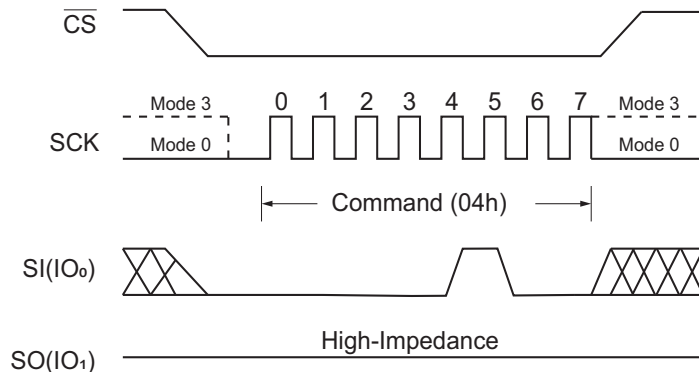 CS
Mode 3 0 1 2 3 4 5 6 7 Mode 3
SCK Mode 0 Mode 0
Command (04h)
SI(IO₀)
High-Impedance
SO(IO₁)